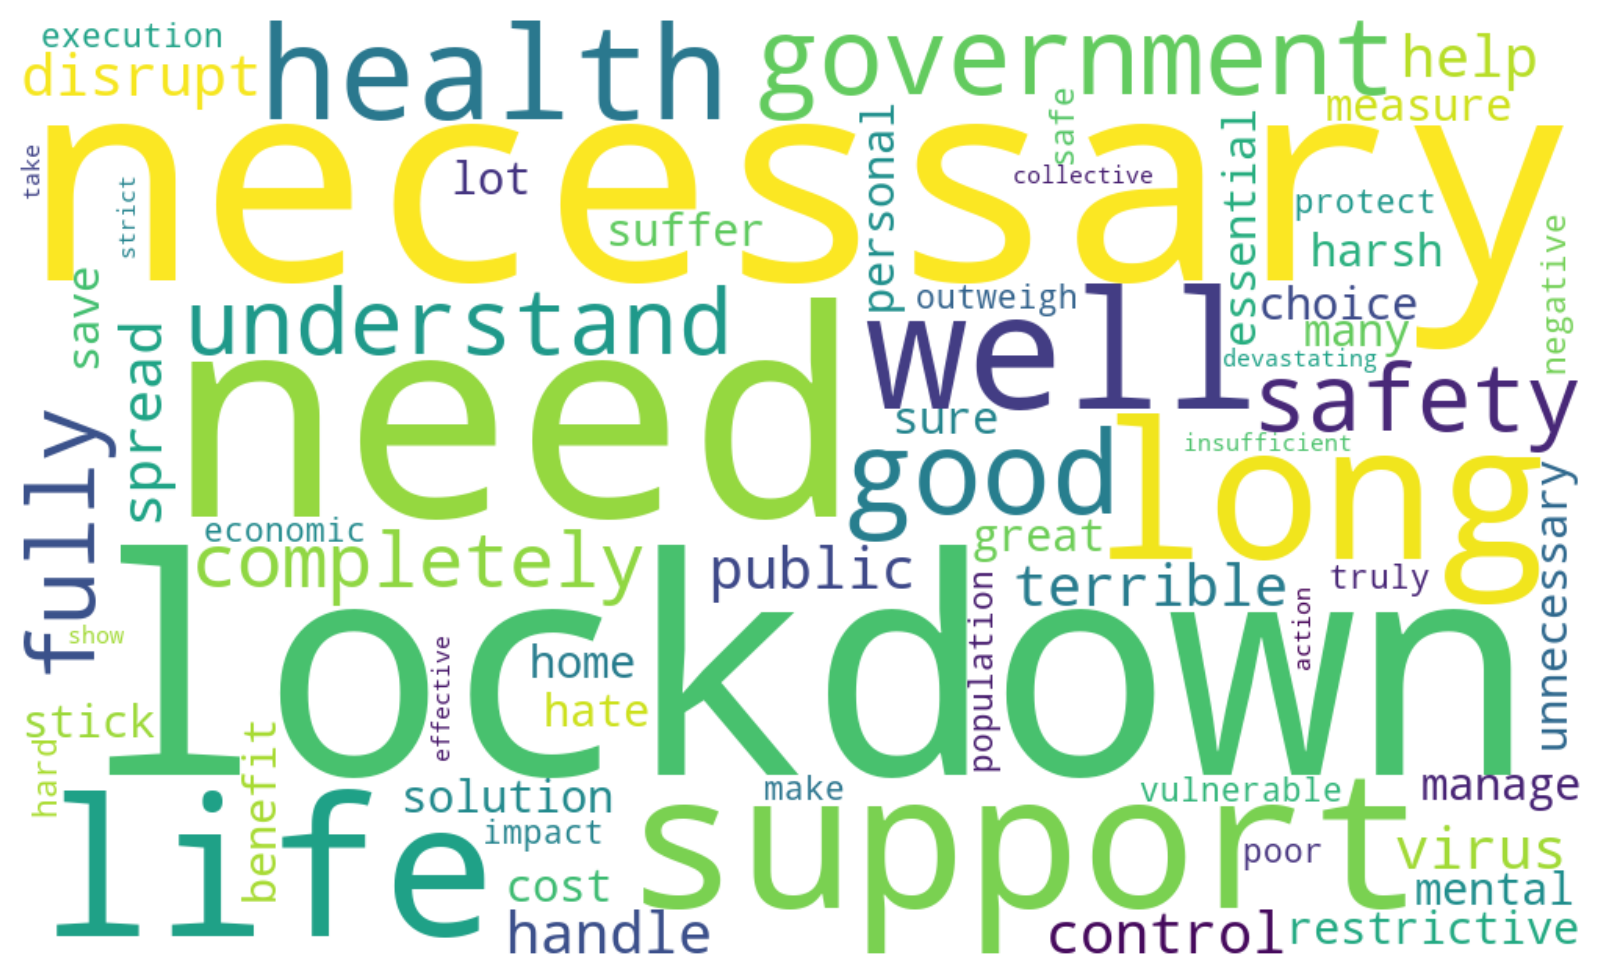 execution
disrupt
health
government
help
measure
necessary
take
strict
lot
suffer
personal
safe
collective
essential
protect
harsh
negative
save
understand
outweigh
choice
many
devastating
well
safety
need
spread
fully
sure
insufficient
good
long
unnecessary
economic
completely
public
great
terrible
truly
lockdown
show
effective
home
hate
population
action
stick
hard
benefit
life
solution
impact
make
support
vulnerable
manage
poor
virus
cost
mental
handle
control
restrictive